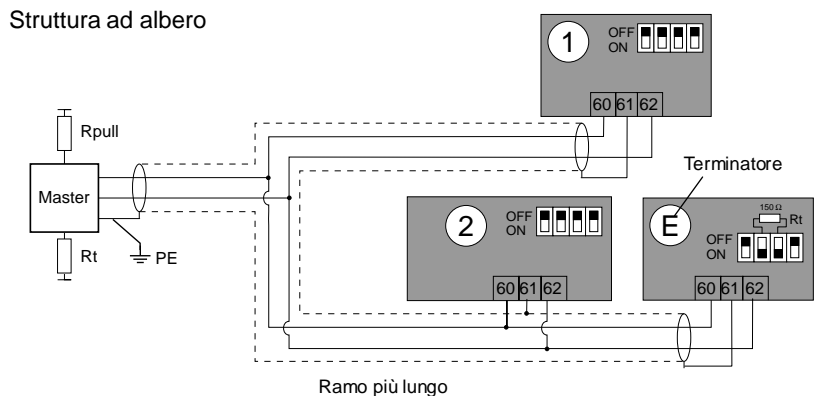 Struttura ad albero
1
OFF
ON
60 61 62
Rpull
Master
Rt
PE
Terminatore
2
OFF
ON
60 61 62
E
150 Ω
Rt
OFF
ON
60 61 62
Ramo più lungo